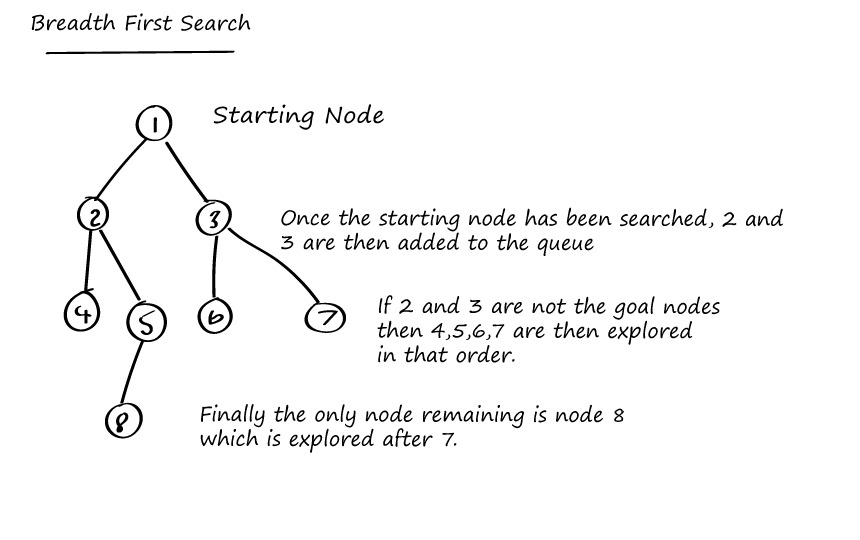 Breadth First Search
1
Starting Node
2
3
Once the starting node has been searched, 2 and
3 are then added to the queue
4
5
6
7
If 2 and 3 are not the goal nodes
then 4,5,6,7 are then explored
in that order.
8
Finally the only node remaining is node 8
which is explored after 7.